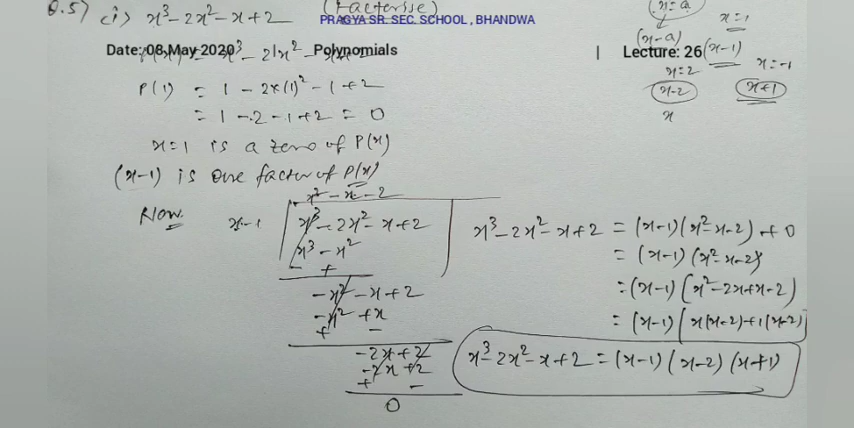 Q.5) (i) x³-2x²-x+2 (Factorise)
PRAGYA SR. SEC. SCHOOL , BHANDWA
x=a
(x-a)
x=1
(x-1)
x=2
(x-2)
x
x=-1
(x+1)
Date: 08 May 2020 Polynomials | Lecture: 26
P(1) = 1 - 2×(1)² - 1 + 2
= 1 - 2 - 1 + 2 = 0
x=1 is a zero of P(x)
(x-1) is one factor of P(x)
Now
x²-x-2
x-1
x³-2x²-x+2
x³-x²
- +
-x²-x+2
-x²+x
+ -
-2x+2
-2x+2
+ -
0
x³-2x²-x+2 = (x-1)(x²-x-2)+0
= (x-1)(x²-x-2)
=(x-1)(x²-2x+x-2)
= (x-1)(x(x-2)+1(x-2))
x³-2x²-x+2=(x-1)(x-2)(x+1)